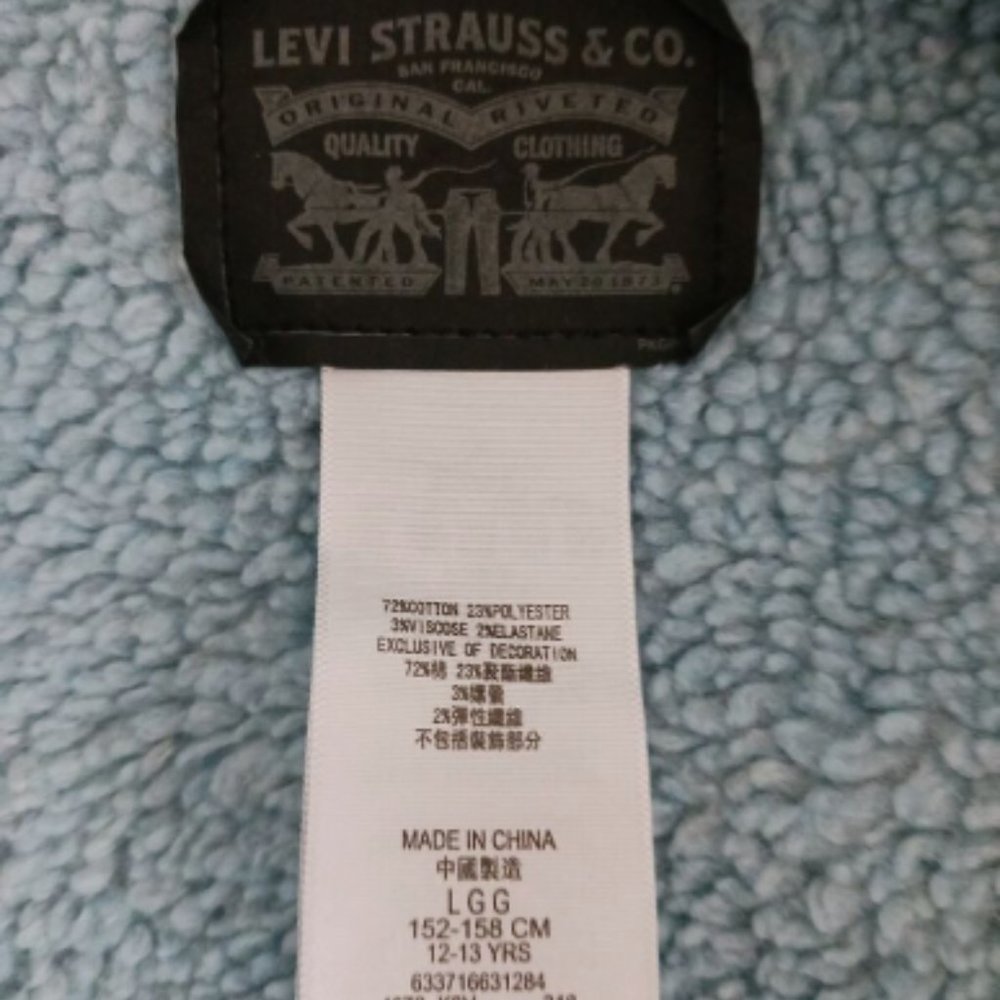 LEVI STRAUSS & CO.
SAN FRANCISCO
CAL.
ORIGINAL RIVETED
QUALITY CLOTHING
PATENTED MAY 20 1873
72%COTTON 23%POLYESTER
3%VISCOSE 2%ELASTANE
EXCLUSIVE OF DECORATION
72%棉 23%聚酯纖維
3%嫘縈
2%彈性纖維
不包括裝飾部分
MADE IN CHINA
中國製造
L G G
152-158 CM
12-13 YRS
633716631284